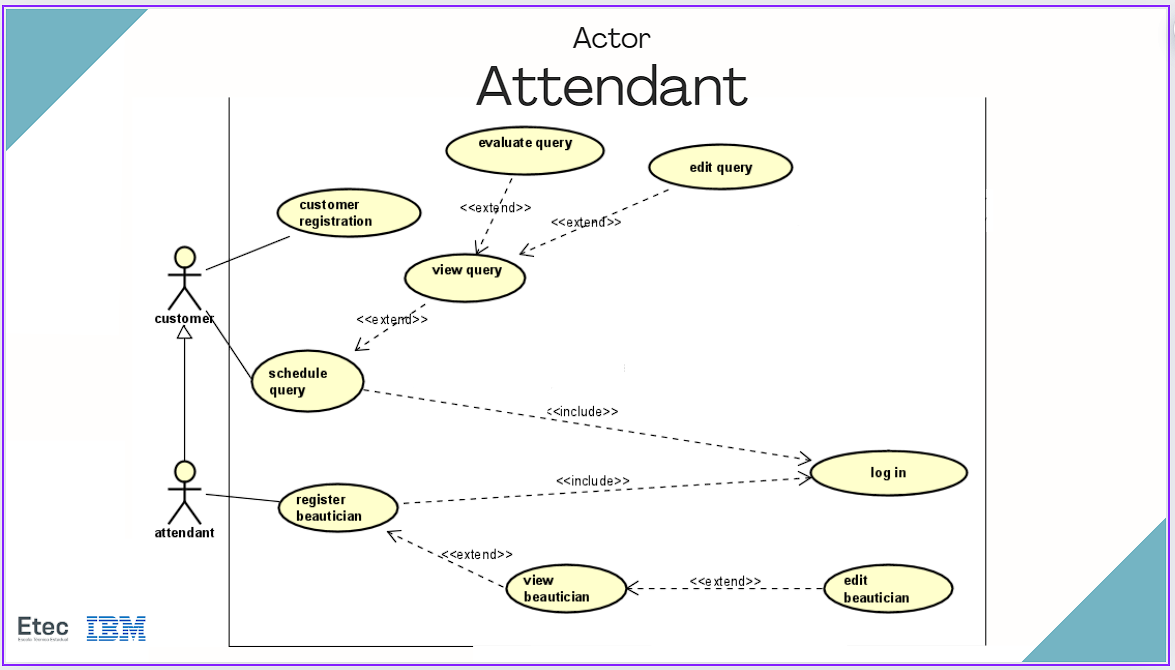 Actor
Attendant
evaluate query
edit query
<<extend>>
<<extend>>
customer
registration
view query
customer
<<extend>>
schedule
query
<<include>>
log in
<<include>>
register
beautician
attendant
<<extend>>
view
beautician
<<extend>>
edit
beautician
Etec
IBM